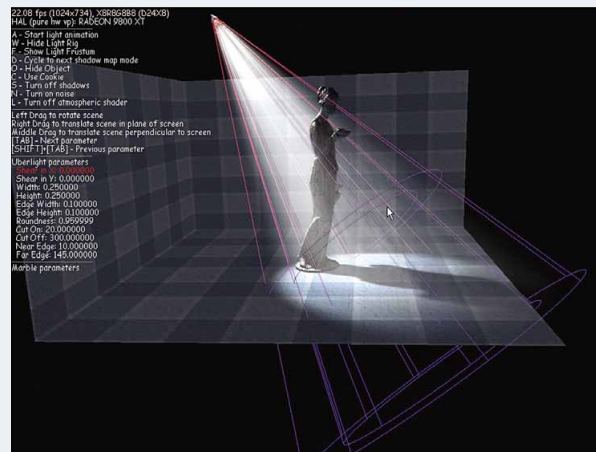 22.08 fps (1024x734), X8R8G8B8 (D24X8)
HAL (pure hw vp): RADEON 9800 XT
A - Start light animation
W - Hide Light Rig
F - Show Light Frustum
D - Cycle to next shadow map mode
O - Hide Object
C - Use Cookie
S - Turn off shadows
N - Turn on noise
L - Turn off atmospheric shader
Left Drag to rotate scene
Right Drag to translate scene in plane of screen
Middle Drag to translate scene perpendicular to screen
[TAB] - Next parameter
[SHIFT]+[TAB] - Previous parameter
Uberlight parameters
Shear in X: 0.000000
Shear in Y: 0.000000
Width: 0.250000
Height: 0.250000
Edge Width: 0.100000
Edge Height: 0.100000
Roundness: 0.959999
Cut On: 20.000000
Cut Off: 300.000000
Near Edge: 10.000000
Far Edge: 145.000000
Marble parameters